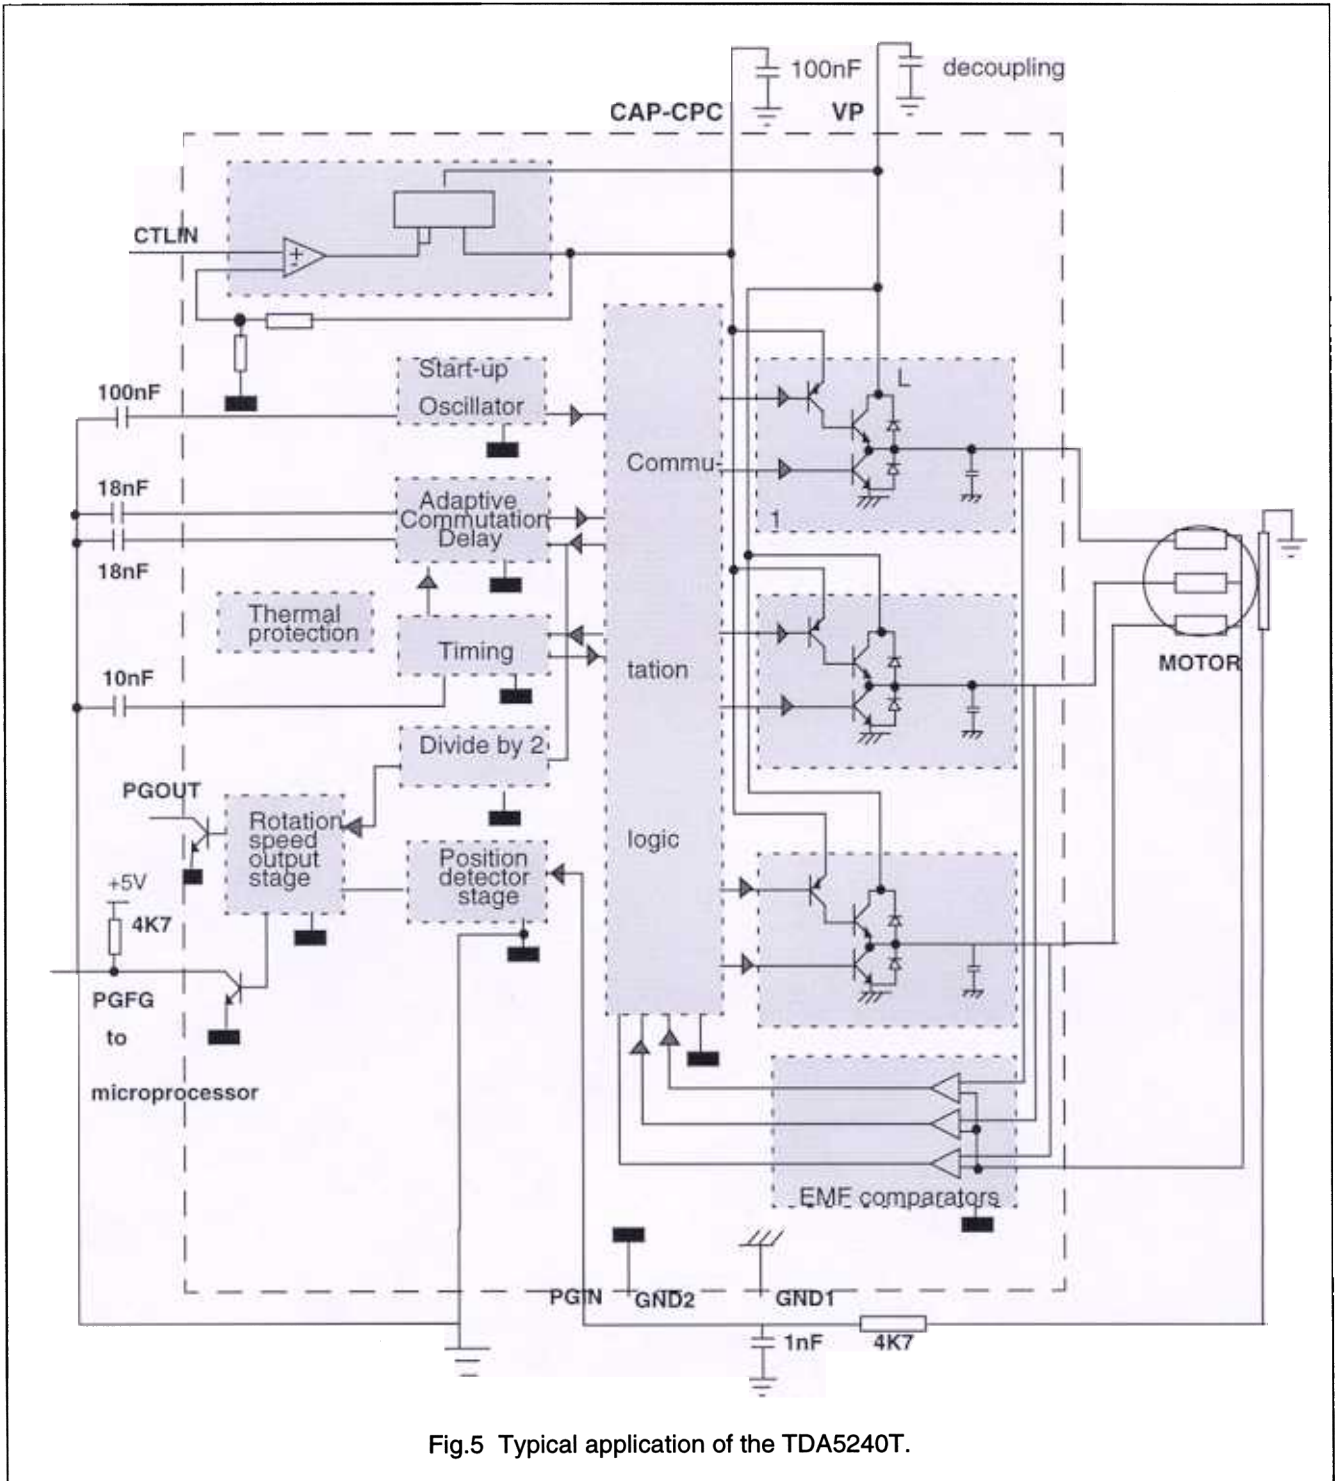 100nF
decoupling
CAP-CPC
VP
CTLIN
+
-
Start-up
Oscillator
100nF
L
Commu-
18nF
Adaptive
Commutation
Delay
1
18nF
Thermal
protection
Timing
tation
MOTOR
10nF
Divide by 2
PGOUT
Rotation
speed
output
stage
logic
Position
detector
stage
+5V
4K7
PGFG
to
microprocessor
EMF comparators
PGIN
GND2
GND1
1nF
4K7
Fig.5 Typical application of the TDA5240T.